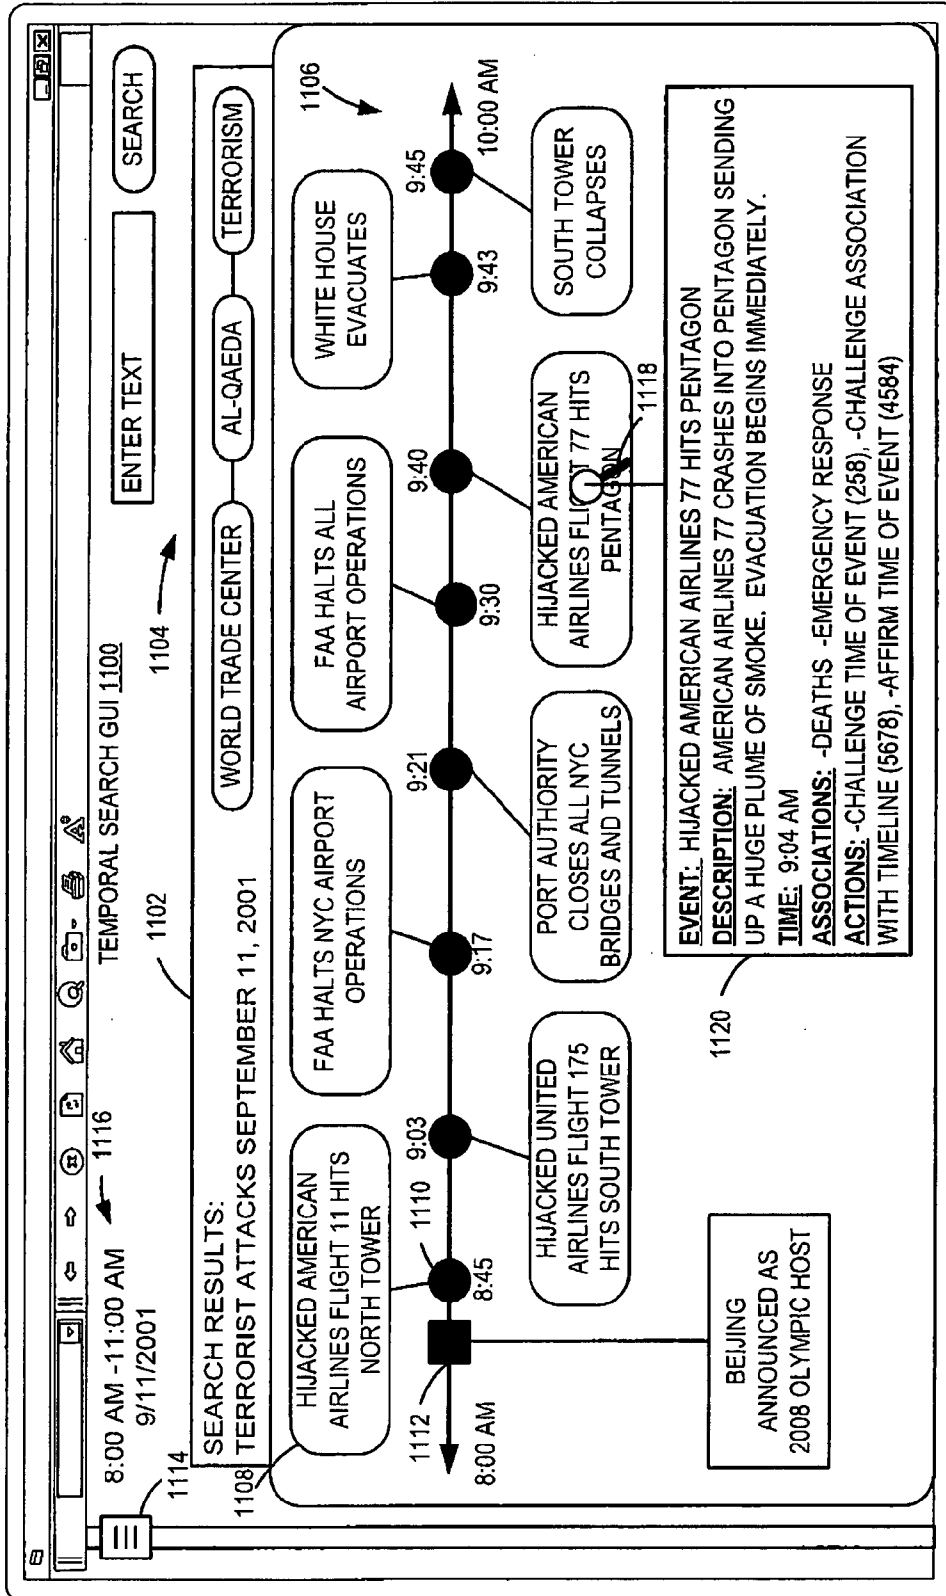 TEMPORAL SEARCH GUI 1100
8:00 AM -11:00 AM
9/11/2001
1116
1114
ENTER TEXT
SEARCH
1102
1104
SEARCH RESULTS:
TERRORIST ATTACKS SEPTEMBER 11, 2001
WORLD TRADE CENTER
AL-QAEDA
TERRORISM
1106
1108
HIJACKED AMERICAN
AIRLINES FLIGHT 11 HITS
NORTH TOWER
FAA HALTS NYC AIRPORT
OPERATIONS
FAA HALTS ALL
AIRPORT OPERATIONS
WHITE HOUSE
EVACUATES
1112
1110
8:00 AM
8:45
9:03
9:17
9:21
9:30
9:40
9:43
9:45
10:00 AM
HIJACKED UNITED
AIRLINES FLIGHT 175
HITS SOUTH TOWER
PORT AUTHORITY
CLOSES ALL NYC
BRIDGES AND TUNNELS
HIJACKED AMERICAN
AIRLINES FLIGHT 77 HITS
PENTAGON
SOUTH TOWER
COLLAPSES
1118
BEIJING
ANNOUNCED AS
2008 OLYMPIC HOST
1120
EVENT: HIJACKED AMERICAN AIRLINES 77 HITS PENTAGON
DESCRIPTION: AMERICAN AIRLINES 77 CRASHES INTO PENTAGON SENDING
UP A HUGE PLUME OF SMOKE. EVACUATION BEGINS IMMEDIATELY.
TIME: 9:04 AM
ASSOCIATIONS: -DEATHS -EMERGENCY RESPONSE
ACTIONS: -CHALLENGE TIME OF EVENT (258), -CHALLENGE ASSOCIATION
WITH TIMELINE (5678), -AFFIRM TIME OF EVENT (4584)